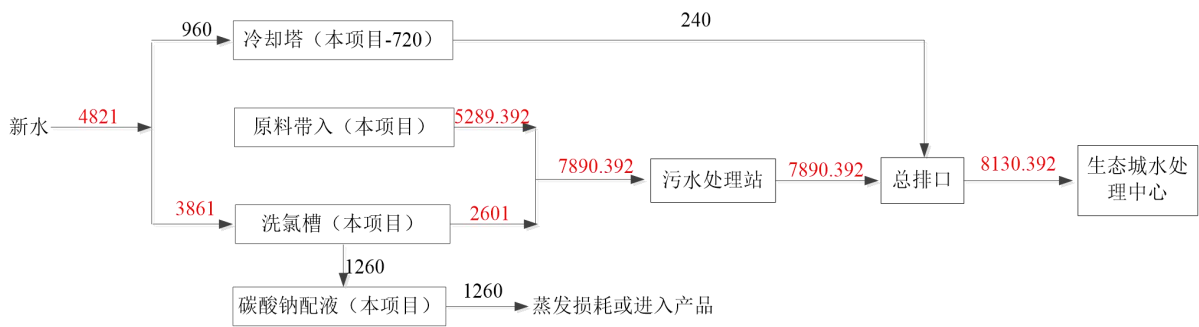 960
冷却塔（本项目-720）
240
新水
4821
原料带入（本项目）
5289.392
7890.392
污水处理站
7890.392
总排口
8130.392
生态城水处
理中心
3861
洗氯槽（本项目）
2601
1260
碳酸钠配液（本项目）
1260
蒸发损耗或进入产品